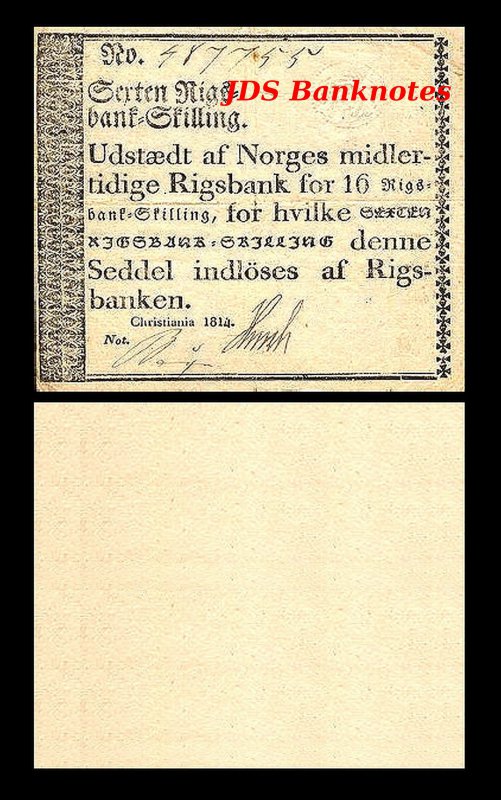 No. 487755
Sexten Rigs-
JDS Banknotes
bank-Skilling.
Udstædt af Norges midler-
tidige Rigsbank for 16 Rigs-
bank-Skilling, for hvilke SEXTEN
RIGSBANK-SKILLING denne
Seddel indlöses af Rigs-
banken.
Christiania 1814.
Not.